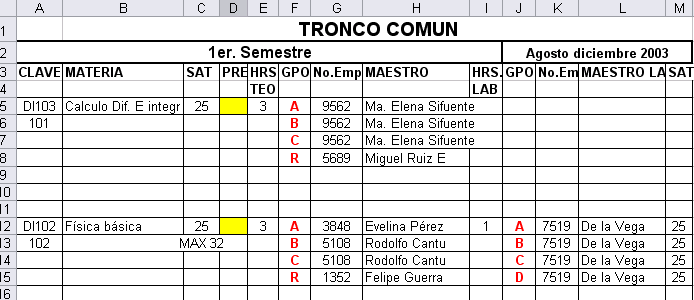 A B C D E F G H I J K L M
1 TRONCO COMUN
2 1er. Semestre Agosto diciembre 2003
3 CLAVE MATERIA SAT PRE HRS GPO No.Emp MAESTRO HRS. GPO No.Em MAESTRO LA SAT
4 TEO LAB
5 DI103 Calculo Dif. E integr 25 3 A 9562 Ma. Elena Sifuente
6 101 B 9562 Ma. Elena Sifuente
7 C 9562 Ma. Elena Sifuente
8 R 5689 Miguel Ruiz E
9
10
11
12 DI102 Física básica 25 3 A 3848 Evelina Pérez 1 A 7519 De la Vega 25
13 102 MAX 32 B 5108 Rodolfo Cantu B 7519 De la Vega 25
14 C 5108 Rodolfo Cantu C 7519 De la Vega 25
15 R 1352 Felipe Guerra D 7519 De la Vega 25
16